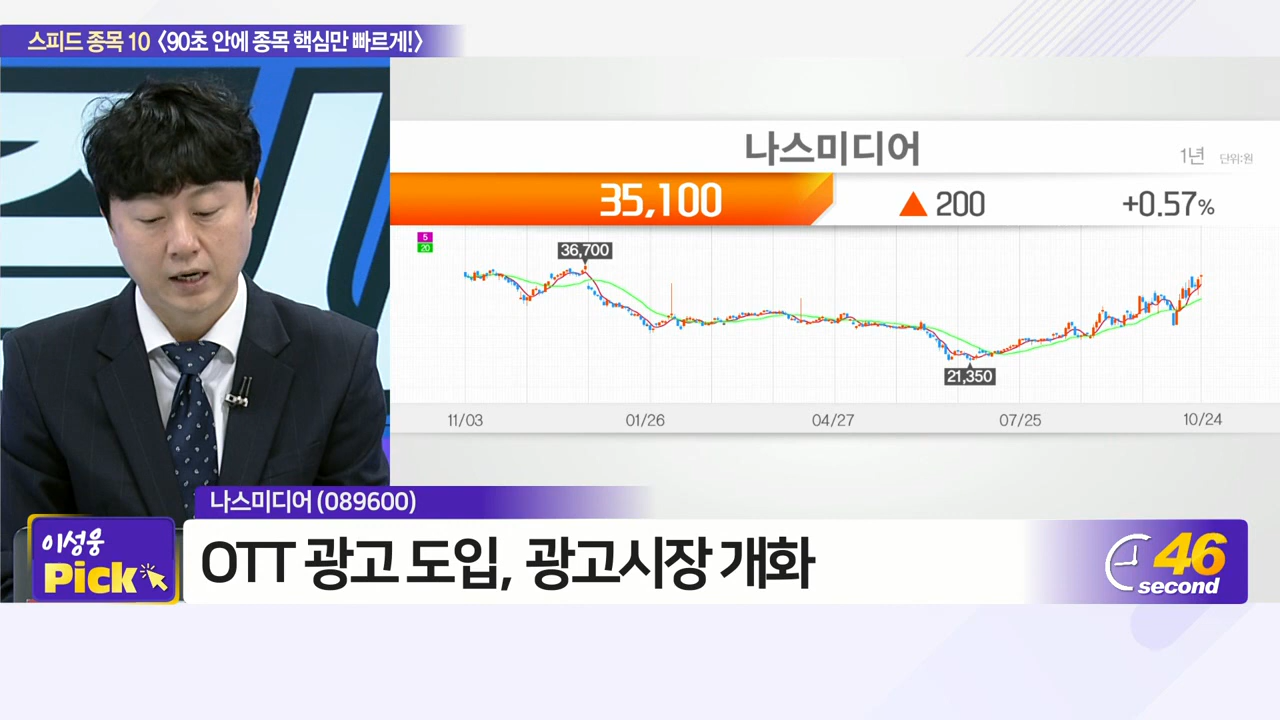 스피드 종목 10 〈90초 안에 종목 핵심만 빠르게!〉
나스미디어
1년 단위:원
35,100 ▲ 200 +0.57%
5
20
36,700
21,350
11/03 01/26 04/27 07/25 10/24
나스미디어 (089600)
이성웅
Pick
OTT 광고 도입, 광고시장 개화
46
second